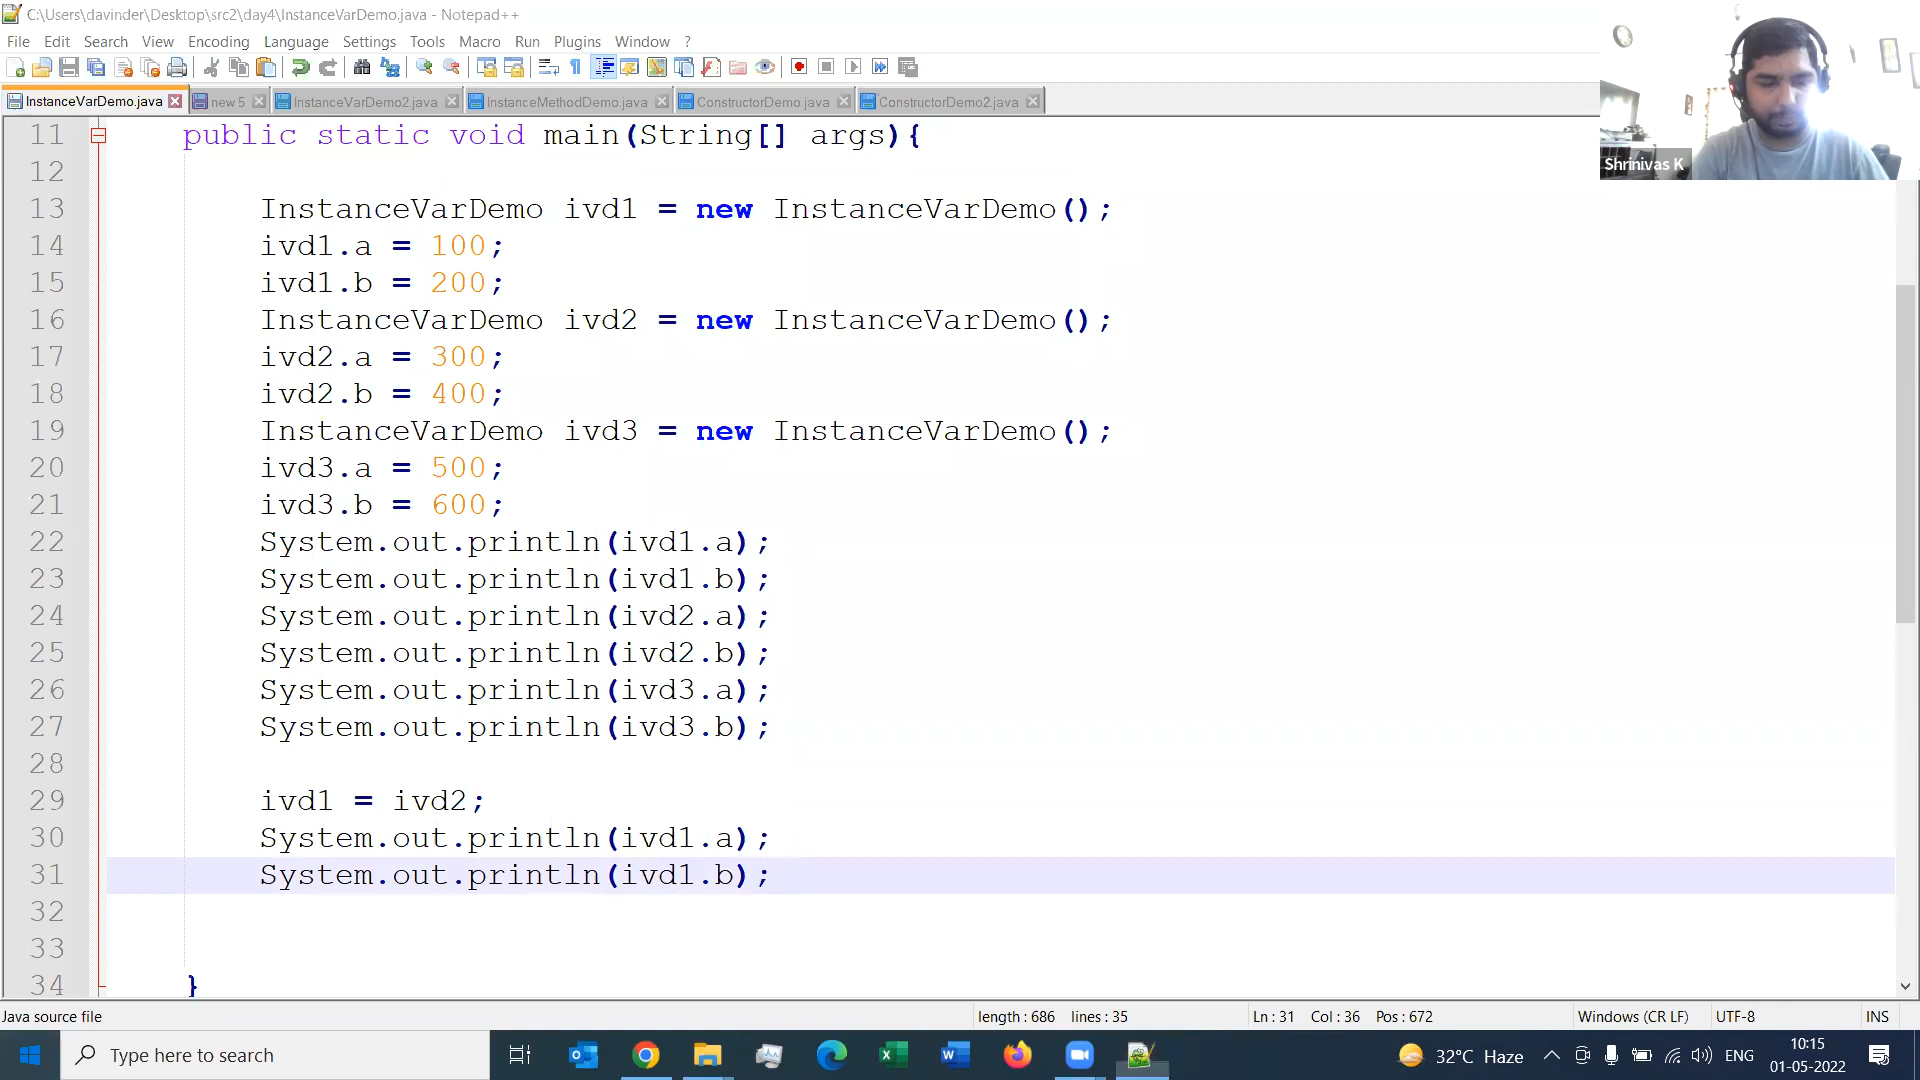 C:\Users\davinder\Desktop\src2\day4\InstanceVarDemo.java - Notepad++
File Edit Search View Encoding Language Settings Tools Macro Run Plugins Window ?
InstanceVarDemo.java new 5 InstanceVarDemo2.java InstanceMethodDemo.java ConstructorDemo.java ConstructorDemo2.java
Shrinivas K
11 public static void main(String[] args){
12
13 InstanceVarDemo ivd1 = new InstanceVarDemo();
14 ivd1.a = 100;
15 ivd1.b = 200;
16 InstanceVarDemo ivd2 = new InstanceVarDemo();
17 ivd2.a = 300;
18 ivd2.b = 400;
19 InstanceVarDemo ivd3 = new InstanceVarDemo();
20 ivd3.a = 500;
21 ivd3.b = 600;
22 System.out.println(ivd1.a);
23 System.out.println(ivd1.b);
24 System.out.println(ivd2.a);
25 System.out.println(ivd2.b);
26 System.out.println(ivd3.a);
27 System.out.println(ivd3.b);
28
29 ivd1 = ivd2;
30 System.out.println(ivd1.a);
31 System.out.println(ivd1.b);
32
33
34 }
Java source file length : 686 lines : 35 Ln : 31 Col : 36 Pos : 672 Windows (CR LF) UTF-8 INS
Type here to search 32°C Haze ENG 10:15
01-05-2022